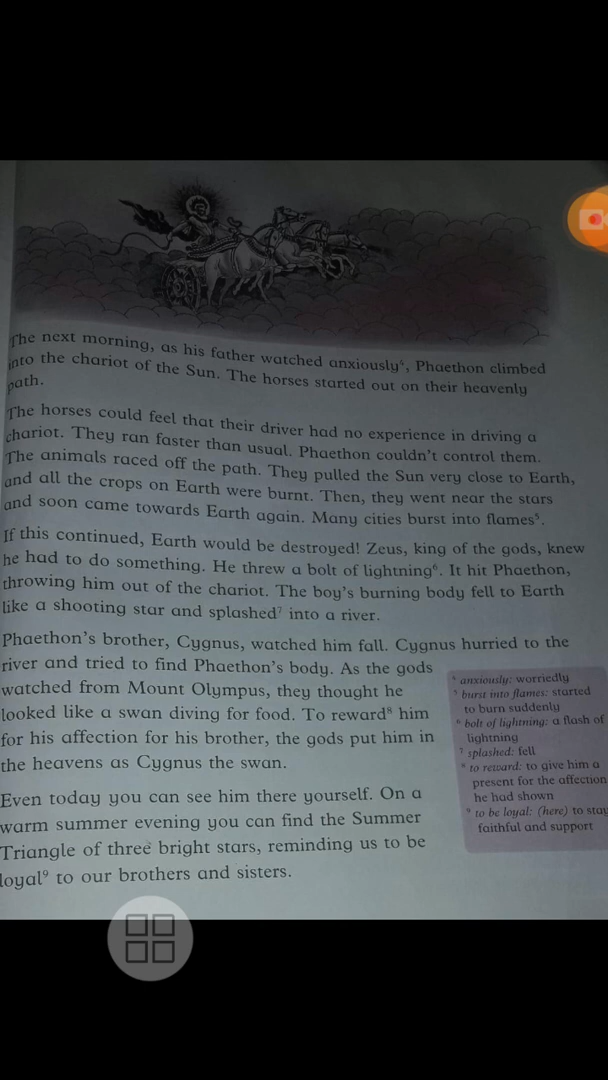 The next morning, as his father watched anxiously⁴, Phaethon climbed
into the chariot of the Sun. The horses started out on their heavenly
path.
The horses could feel that their driver had no experience in driving a
chariot. They ran faster than usual. Phaethon couldn't control them.
The animals raced off the path. They pulled the Sun very close to Earth,
and all the crops on Earth were burnt. Then, they went near the stars
and soon came towards Earth again. Many cities burst into flames⁵.
If this continued, Earth would be destroyed! Zeus, king of the gods, knew
he had to do something. He threw a bolt of lightning⁶. It hit Phaethon,
throwing him out of the chariot. The boy's burning body fell to Earth
like a shooting star and splashed⁷ into a river.
Phaethon's brother, Cygnus, watched him fall. Cygnus hurried to the
river and tried to find Phaethon's body. As the gods
watched from Mount Olympus, they thought he
looked like a swan diving for food. To reward⁸ him
for his affection for his brother, the gods put him in
the heavens as Cygnus the swan.
Even today you can see him there yourself. On a
warm summer evening you can find the Summer
Triangle of three bright stars, reminding us to be
loyal⁹ to our brothers and sisters.
⁴ anxiously: worriedly
⁵ burst into flames: started
to burn suddenly
⁶ bolt of lightning: a flash of
lightning
⁷ splashed: fell
⁸ to reward: to give him a
present for the affection
he had shown
⁹ to be loyal: (here) to stay
faithful and support